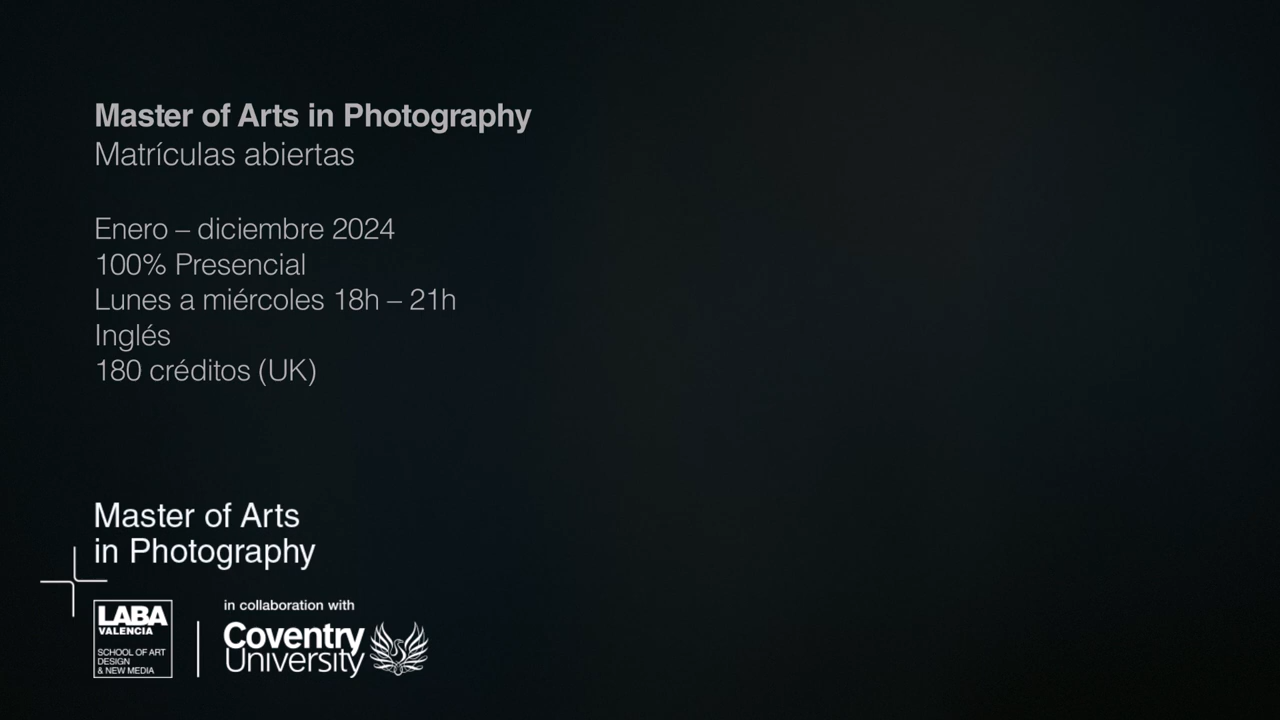 Master of Arts in Photography
Matrículas abiertas
Enero – diciembre 2024
100% Presencial
Lunes a miércoles 18h – 21h
Inglés
180 créditos (UK)
Master of Arts
in Photography
LABA
VALENCIA
SCHOOL OF ART
DESIGN
& NEW MEDIA
in collaboration with
Coventry
University